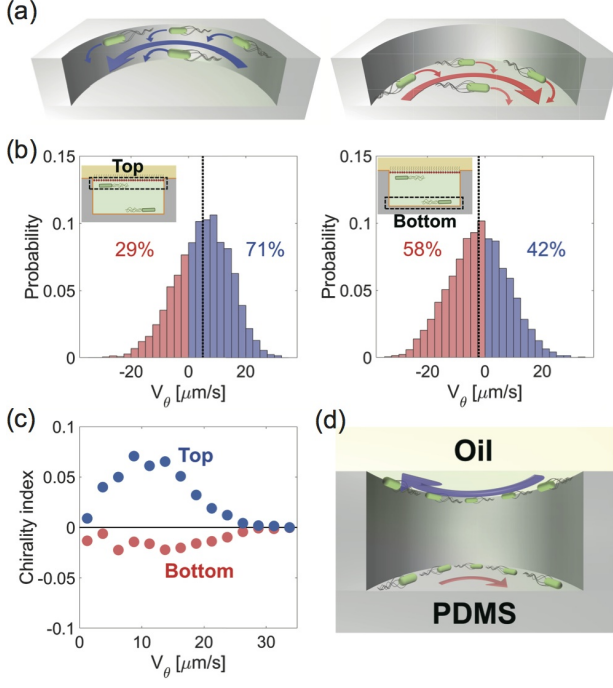 (a)
(b)
0.15
0.1
0.05
0
Probability
Top
29%
71%
-20
0
20
V_θ [μm/s]
0.15
0.1
0.05
0
Probability
Bottom
58%
42%
-20
0
20
V_θ [μm/s]
(c)
0.1
0.05
0
-0.05
-0.1
Chirality index
Top
Bottom
0
10
20
30
V_θ [μm/s]
(d)
Oil
PDMS